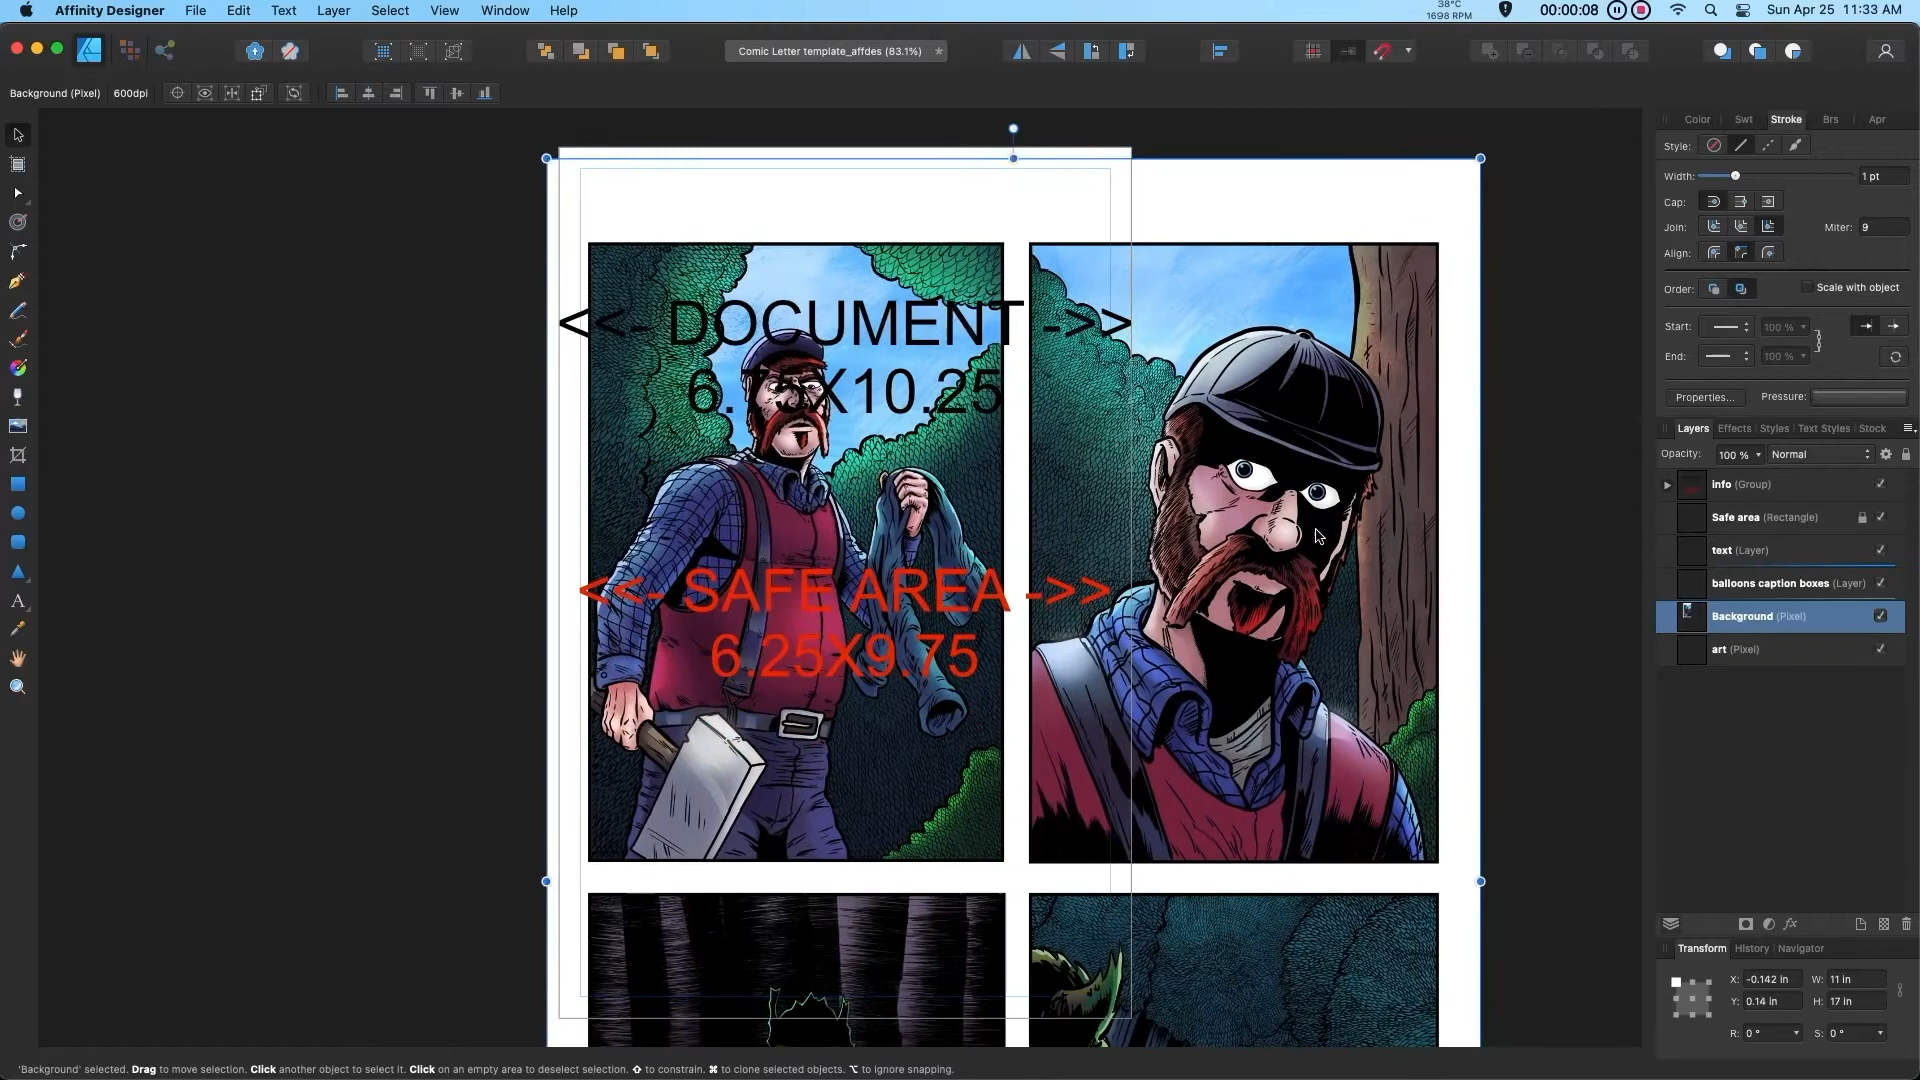 Affinity Designer File Edit Text Layer Select View Window Help
38°C
1698 RPM
00:00:08
Sun Apr 25 11:33 AM
Comic Letter template_affdes (83.1%) *
Background (Pixel) 600dpi
Color Swt Stroke Brs Apr
Style:
Width: 1 pt
Cap:
Join: Miter: 9
Align:
Order: Scale with object
Start: 100 %
End: 100 %
Properties... Pressure:
Layers Effects Styles Text Styles Stock
Opacity: 100 % Normal
info (Group)
Safe area (Rectangle)
text (Layer)
balloons caption boxes (Layer)
Background (Pixel)
art (Pixel)
Transform History Navigator
X: -0.142 in W: 11 in
Y: 0.14 in H: 17 in
R: 0 ° S: 0 °
<<- DOCUMENT ->>
6.75X10.25
<<- SAFE AREA ->>
6.25X9.75
'Background' selected. Drag to move selection. Click another object to select it. Click on an empty area to deselect selection. ⇧ to constrain. ⌘ to clone selected objects. ⌥ to ignore snapping.